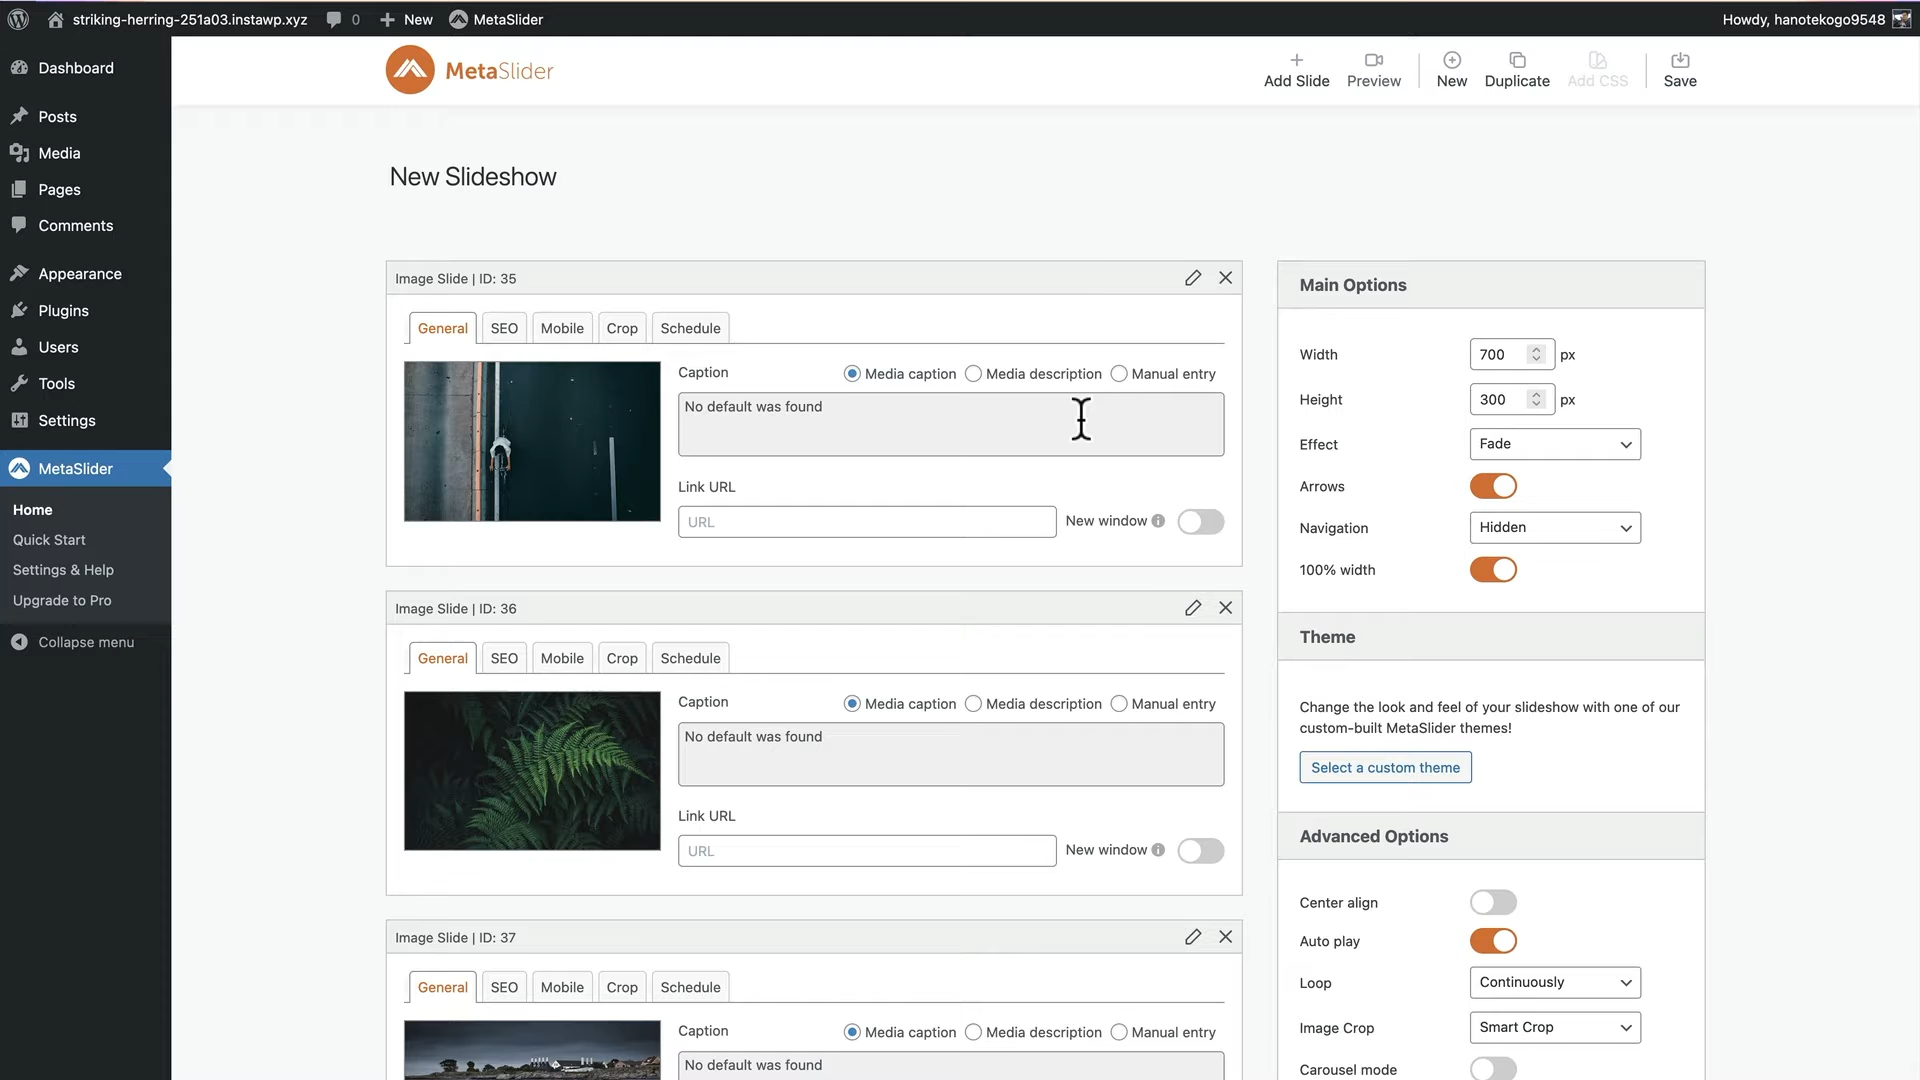 striking-herring-251a03.instawp.xyz 0 New MetaSlider Howdy, hanotekogo9548
Dashboard
Posts
Media
Pages
Comments
Appearance
Plugins
Users
Tools
Settings
MetaSlider
Home
Quick Start
Settings & Help
Upgrade to Pro
Collapse menu
MetaSlider
Add Slide Preview New Duplicate Add CSS Save
New Slideshow
Image Slide | ID: 35
General SEO Mobile Crop Schedule
Caption Media caption Media description Manual entry
No default was found
Link URL
URL New window
Image Slide | ID: 36
General SEO Mobile Crop Schedule
Caption Media caption Media description Manual entry
No default was found
Link URL
URL New window
Image Slide | ID: 37
General SEO Mobile Crop Schedule
Caption Media caption Media description Manual entry
No default was found
Main Options
Width 700 px
Height 300 px
Effect Fade
Arrows
Navigation Hidden
100% width
Theme
Change the look and feel of your slideshow with one of our
custom-built MetaSlider themes!
Select a custom theme
Advanced Options
Center align
Auto play
Loop Continuously
Image Crop Smart Crop
Carousel mode